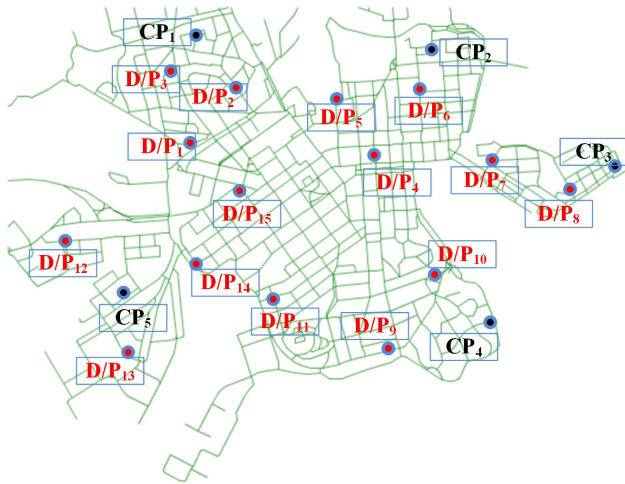 CP₁
CP₂
D/P₃
D/P₂
D/P₆
D/P₅
D/P₁
CP₃
D/P₇
D/P₄
D/P₈
D/P₁₅
D/P₁₂
D/P₁₀
D/P₁₄
CP₅
D/P₁₁
D/P₉
CP₄
D/P₁₃